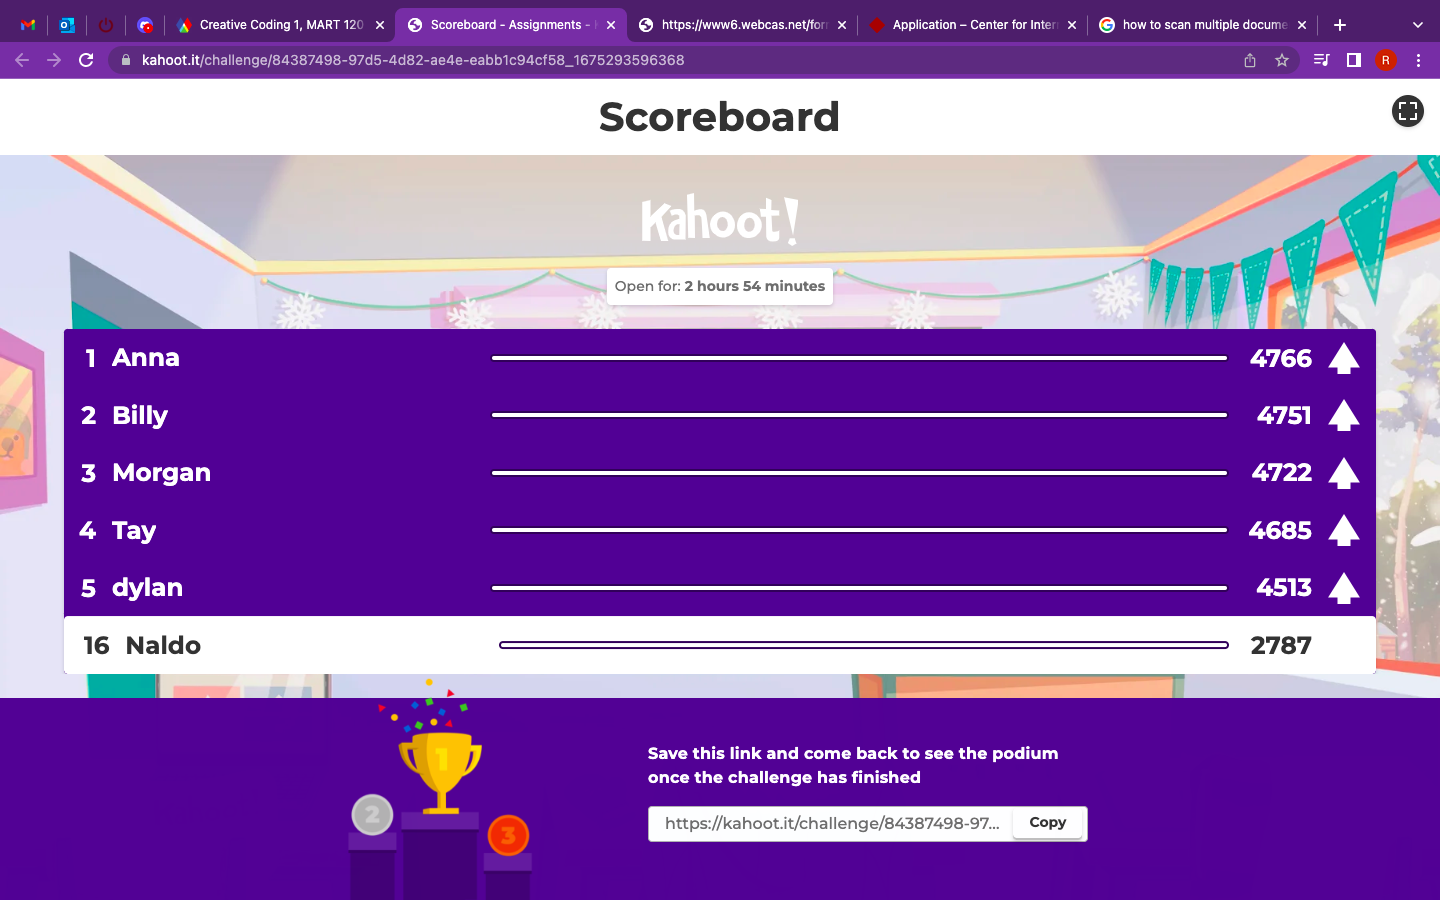 Creative Coding 1, MART 120
Scoreboard - Assignments -
https://www6.webcas.net/for
Application – Center for Inter
how to scan multiple docume
kahoot.it/challenge/84387498-97d5-4d82-ae4e-eabb1c94cf58_1675293596368
R
Scoreboard
Kahoot!
Open for: 2 hours 54 minutes
1 Anna 4766
2 Billy 4751
3 Morgan 4722
4 Tay 4685
5 dylan 4513
16 Naldo 2787
1
2
3
Save this link and come back to see the podium
once the challenge has finished
https://kahoot.it/challenge/84387498-97... Copy